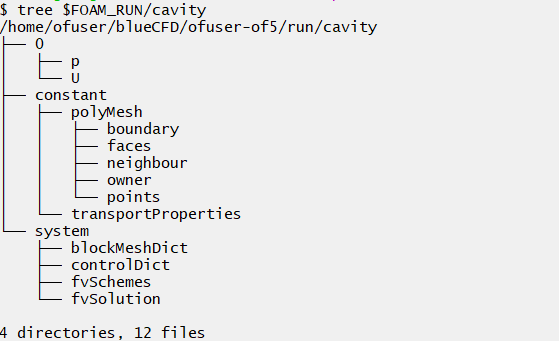 $ tree $FOAM_RUN/cavity
/home/ofuser/blueCFD/ofuser-of5/run/cavity
├── 0
│   ├── p
│   └── U
├── constant
│   ├── polyMesh
│   │   ├── boundary
│   │   ├── faces
│   │   ├── neighbour
│   │   ├── owner
│   │   └── points
│   └── transportProperties
└── system
    ├── blockMeshDict
    ├── controlDict
    ├── fvSchemes
    └── fvSolution
4 directories, 12 files